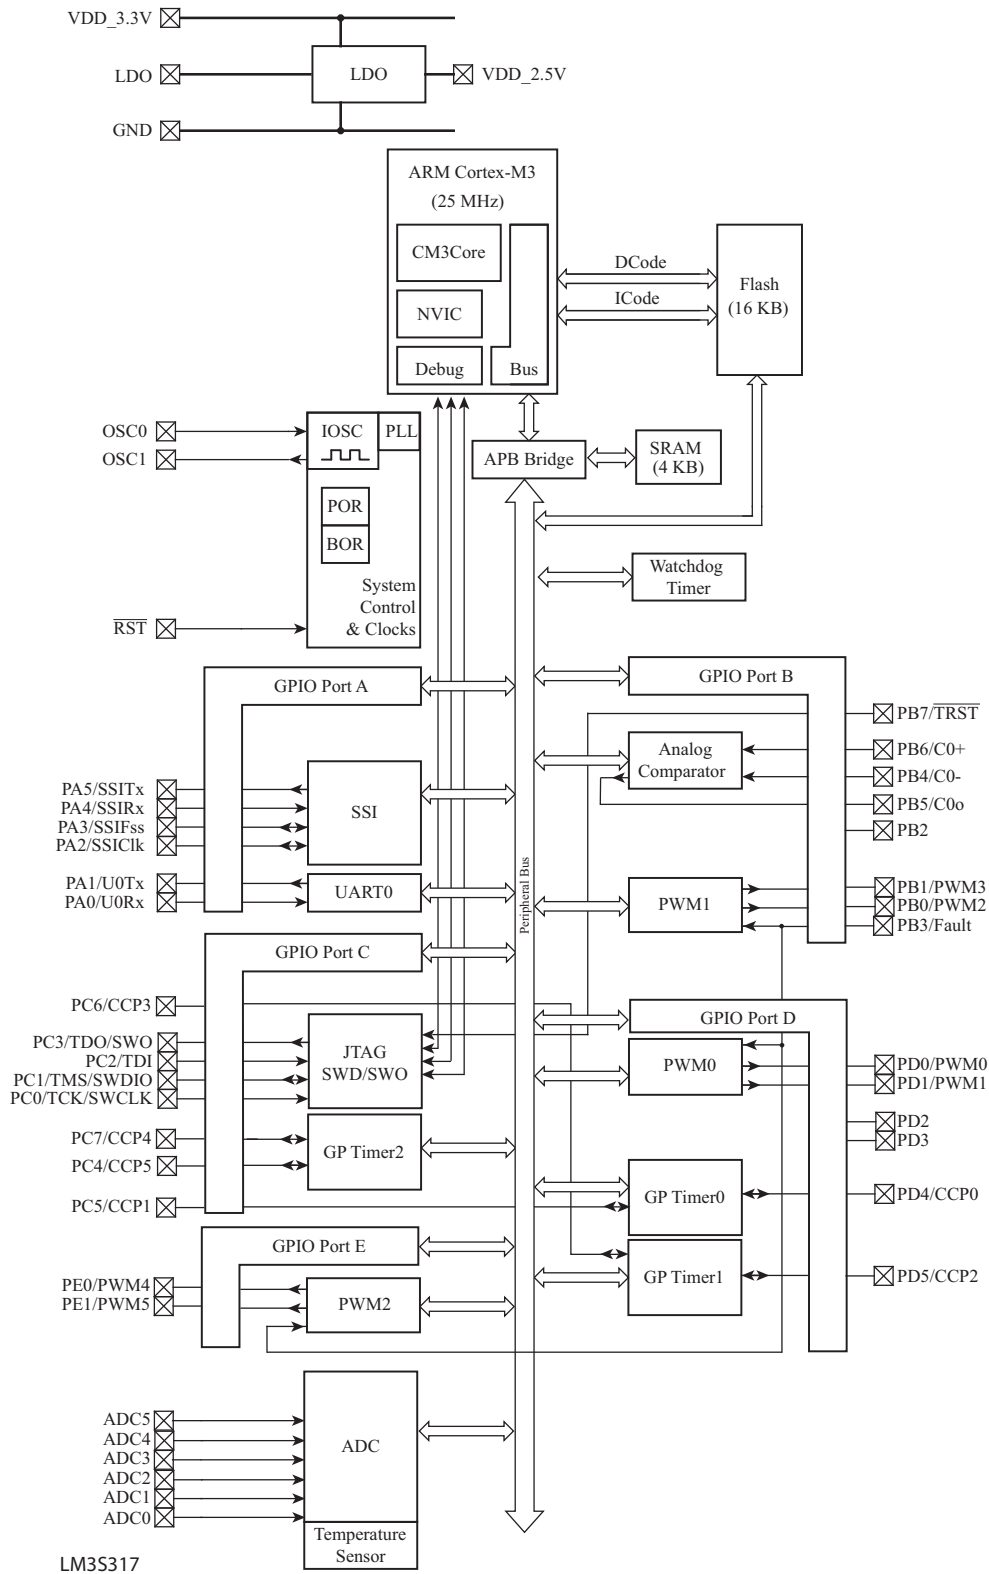 VDD_3.3V
LDO
LDO
VDD_2.5V
GND
ARM Cortex-M3
(25 MHz)
CM3Core
NVIC
Debug
Bus
DCode
ICode
Flash
(16 KB)
OSC0
OSC1
IOSC
PLL
POR
BOR
System
Control
& Clocks
RST
APB Bridge
SRAM
(4 KB)
Watchdog
Timer
GPIO Port A
GPIO Port B
PB7/TRST
PB6/C0+
PB4/C0-
PB5/C0o
PB2
Analog
Comparator
PA5/SSITx
PA4/SSIRx
PA3/SSIFss
PA2/SSIClk
SSI
PA1/U0Tx
PA0/U0Rx
UART0
Peripheral Bus
PWM1
PB1/PWM3
PB0/PWM2
PB3/Fault
GPIO Port C
PC6/CCP3
PC3/TDO/SWO
PC2/TDI
PC1/TMS/SWDIO
PC0/TCK/SWCLK
JTAG
SWD/SWO
GPIO Port D
PWM0
PD0/PWM0
PD1/PWM1
PD2
PD3
PC7/CCP4
PC4/CCP5
GP Timer2
PC5/CCP1
GP Timer0
PD4/CCP0
GPIO Port E
GP Timer1
PD5/CCP2
PE0/PWM4
PE1/PWM5
PWM2
ADC5
ADC4
ADC3
ADC2
ADC1
ADC0
ADC
Temperature
Sensor
LM3S317